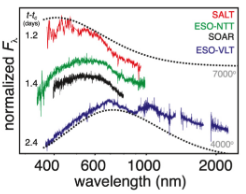 t-t₀
(days)
SALT
ESO-NTT
SOAR
ESO-VLT
1.2
7000°
1.4
2.4
4000°
normalized Fλ
400 600 1000 2000
wavelength (nm)